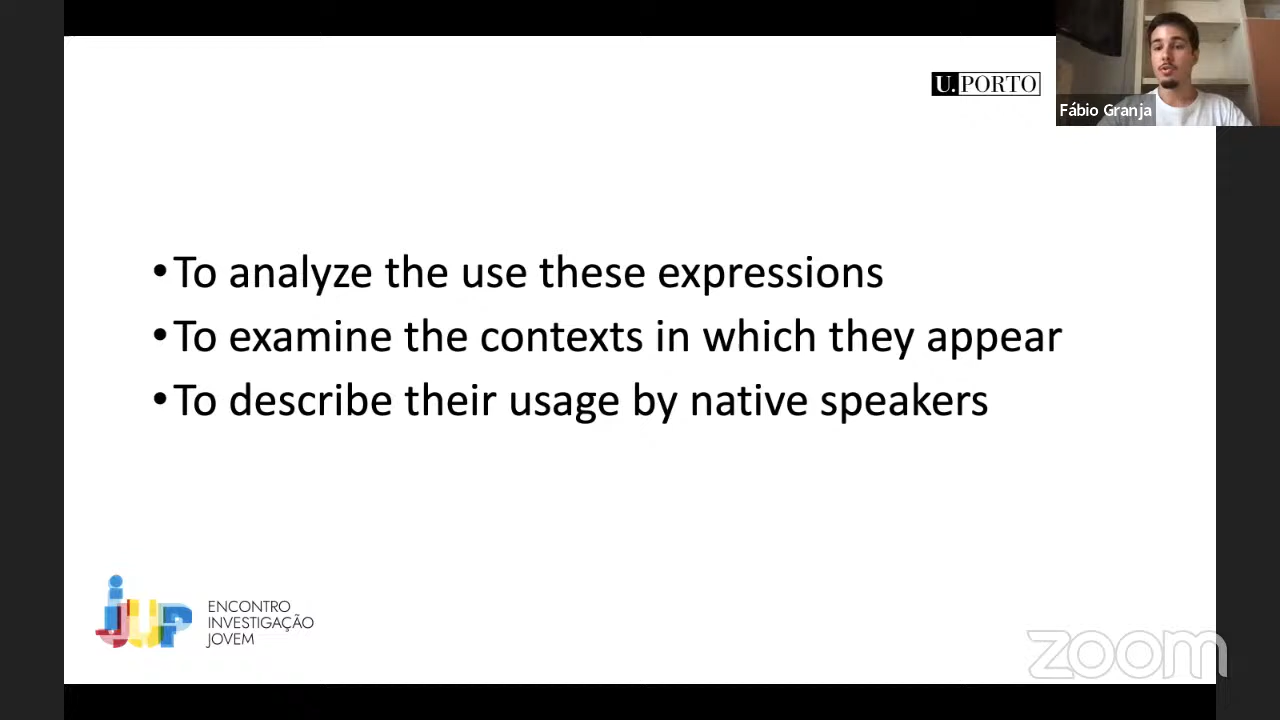 U. PORTO
Fábio Granja
•To analyze the use these expressions
•To examine the contexts in which they appear
•To describe their usage by native speakers
ijup
ENCONTRO
INVESTIGAÇÃO
JOVEM
zoom